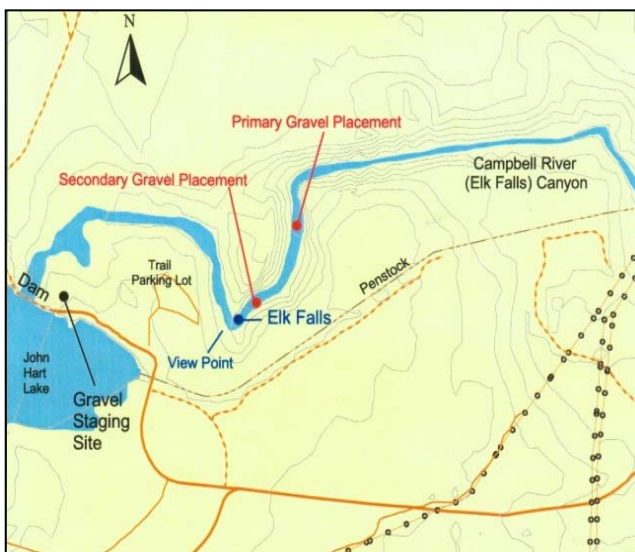 N
Primary Gravel Placement
Secondary Gravel Placement
Campbell River
(Elk Falls) Canyon
Dam
Trail
Parking Lot
Penstock
Elk Falls
View Point
John
Hart
Lake
Gravel
Staging
Site